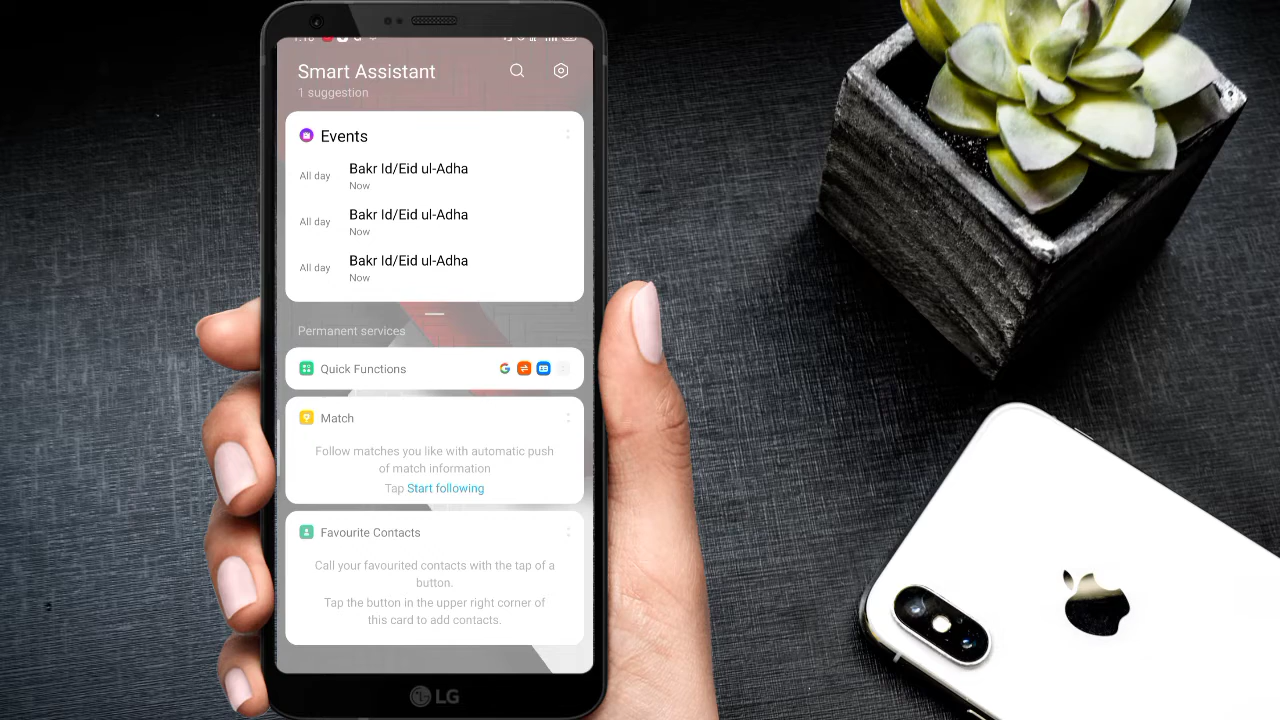 Smart Assistant
1 suggestion
Events
All day
Bakr Id/Eid ul-Adha
Now
All day
Bakr Id/Eid ul-Adha
Now
All day
Bakr Id/Eid ul-Adha
Now
Permanent services
Quick Functions
Match
Follow matches you like with automatic push
of match information
Tap Start following
Favourite Contacts
Call your favourited contacts with the tap of a
button.
Tap the button in the upper right corner of
this card to add contacts.
LG